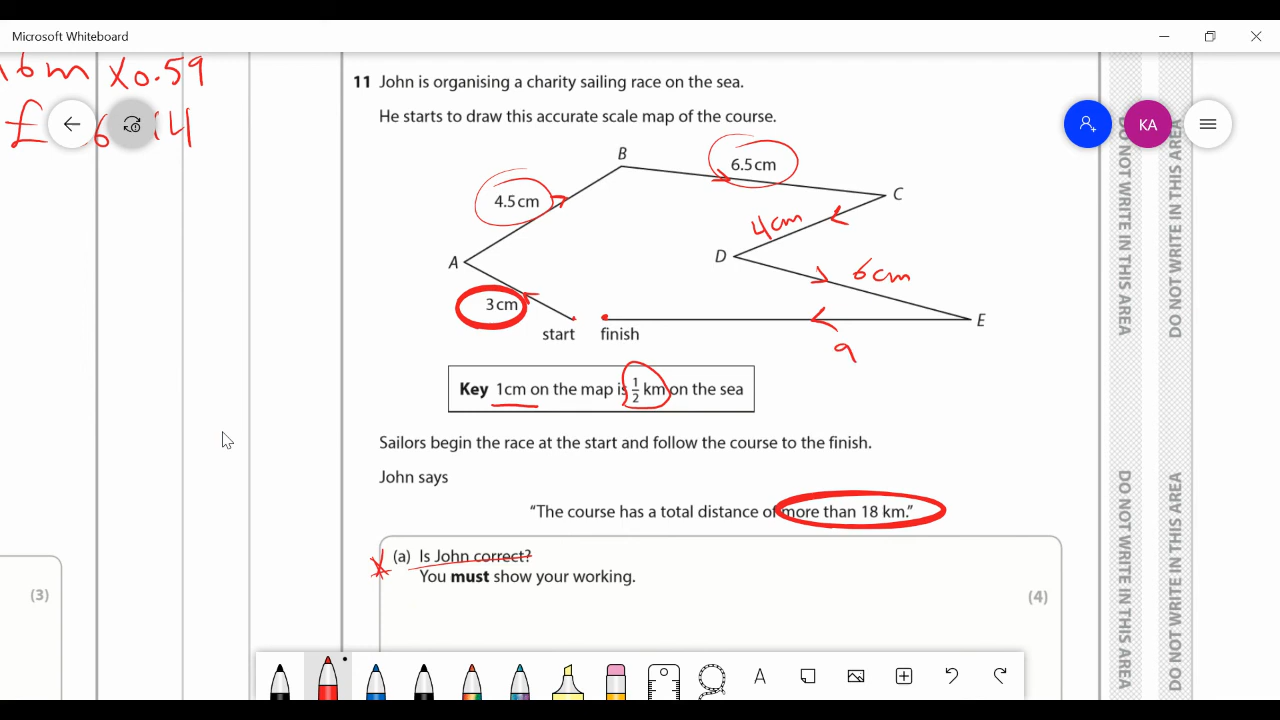 Microsoft Whiteboard
6m x0.59
£ 6 14
KA
11 John is organising a charity sailing race on the sea.
He starts to draw this accurate scale map of the course.
B
6.5 cm
4.5 cm
C
4cm
A
D
6cm
3 cm
start finish
E
9
Key 1cm on the map is ½ km on the sea
Sailors begin the race at the start and follow the course to the finish.
John says
“The course has a total distance of more than 18 km.”
(a) Is John correct?
You must show your working.
(3)
(4)
DO NOT WRITE IN THIS AREA
DO NOT WRITE IN THIS AREA
DO NOT WRITE IN THIS AREA
DO NOT WRITE IN THIS AREA
A